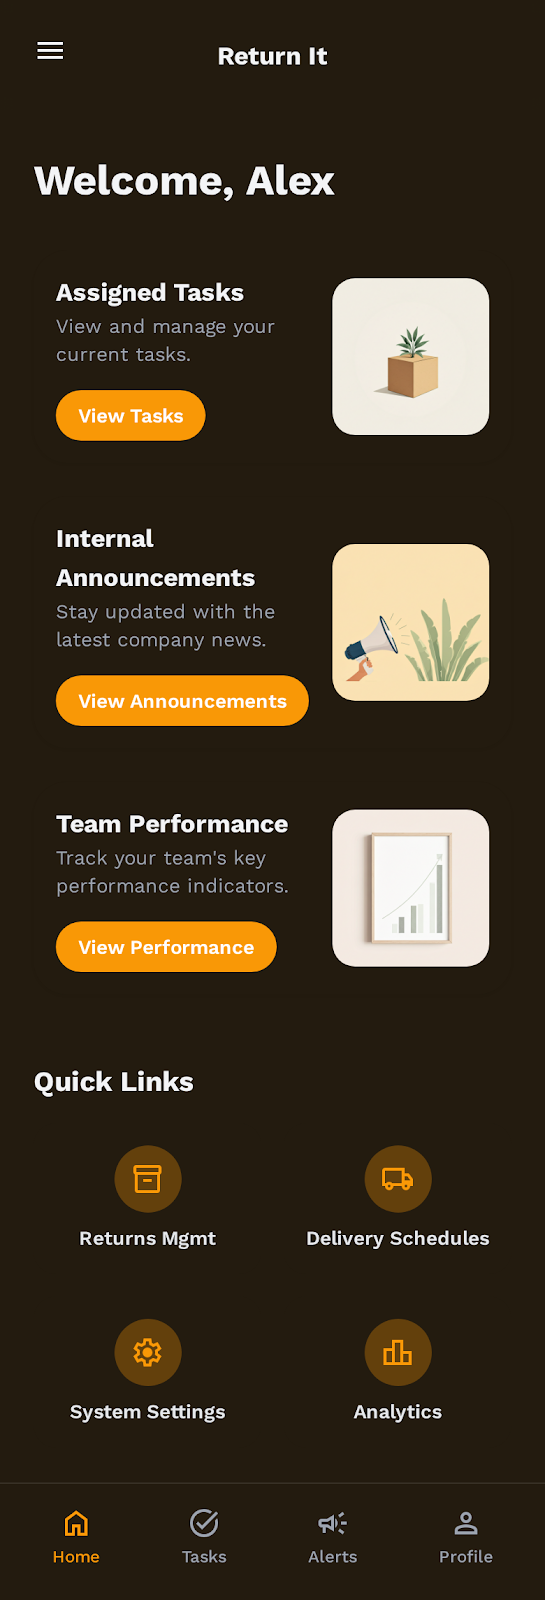 Return It
Welcome, Alex
Assigned Tasks
View and manage your
current tasks.
View Tasks
Internal
Announcements
Stay updated with the
latest company news.
View Announcements
Team Performance
Track your team's key
performance indicators.
View Performance
Quick Links
Returns Mgmt
Delivery Schedules
System Settings
Analytics
Home
Tasks
Alerts
Profile